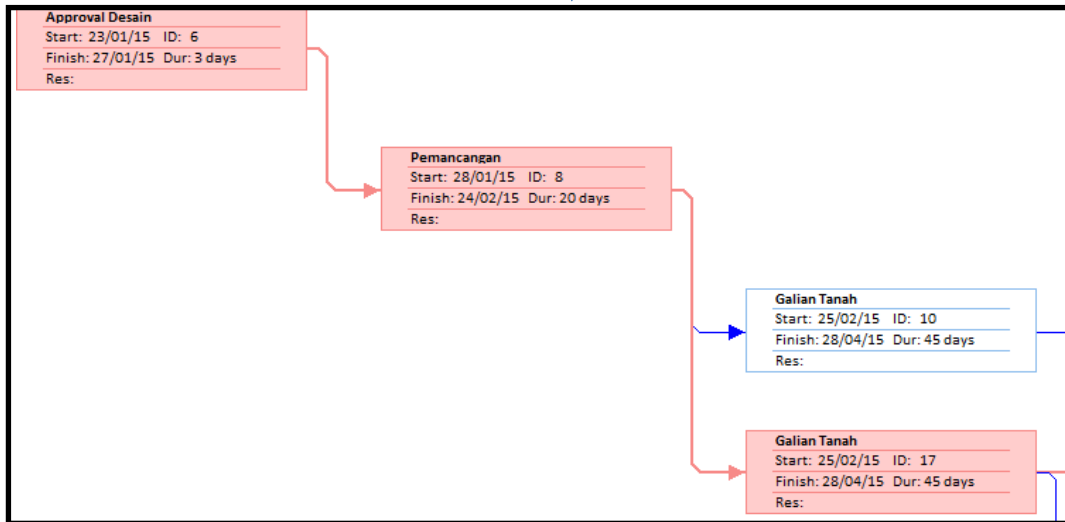 Approval Desain
Start: 23/01/15 ID: 6
Finish: 27/01/15 Dur: 3 days
Res:
Pemancangan
Start: 28/01/15 ID: 8
Finish: 24/02/15 Dur: 20 days
Res:
Galian Tanah
Start: 25/02/15 ID: 10
Finish: 28/04/15 Dur: 45 days
Res:
Galian Tanah
Start: 25/02/15 ID: 17
Finish: 28/04/15 Dur: 45 days
Res: